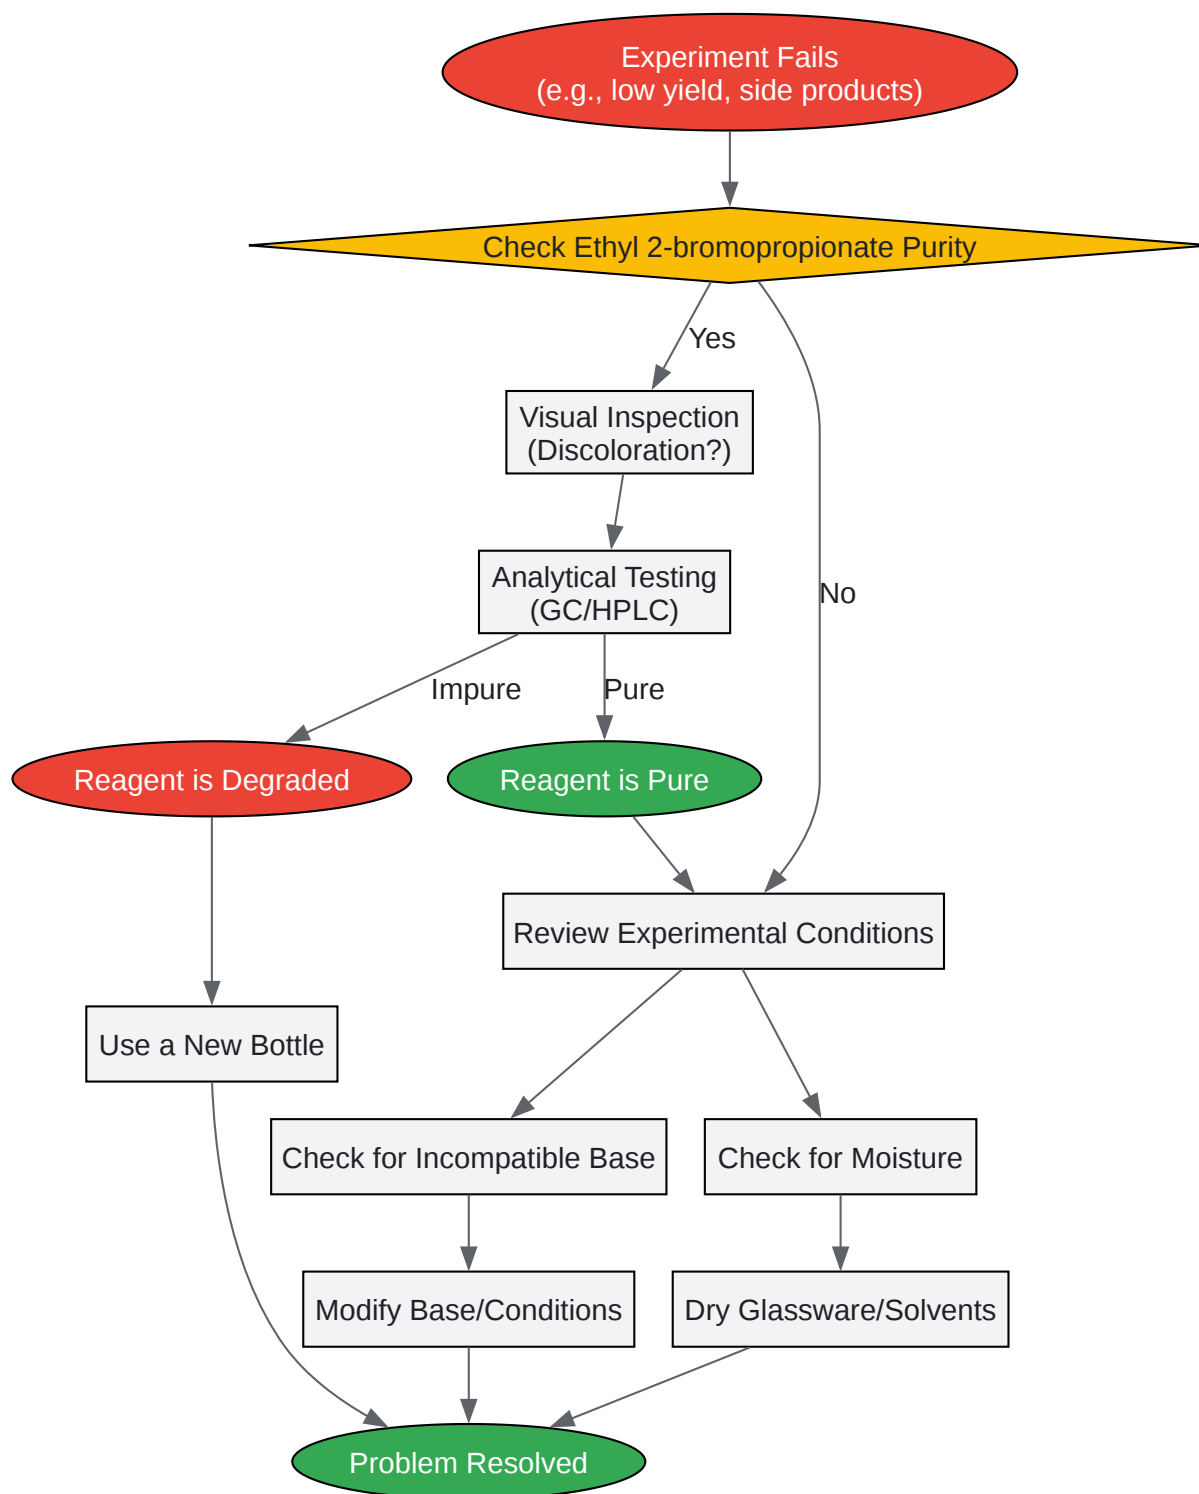 Experiment Fails
(e.g., low yield, side products)
Check Ethyl 2-bromopropionate Purity
Yes
Visual Inspection
(Discoloration?)
Analytical Testing
(GC/HPLC)
No
Impure
Pure
Reagent is Degraded
Reagent is Pure
Review Experimental Conditions
Use a New Bottle
Check for Incompatible Base
Check for Moisture
Modify Base/Conditions
Dry Glassware/Solvents
Problem Resolved